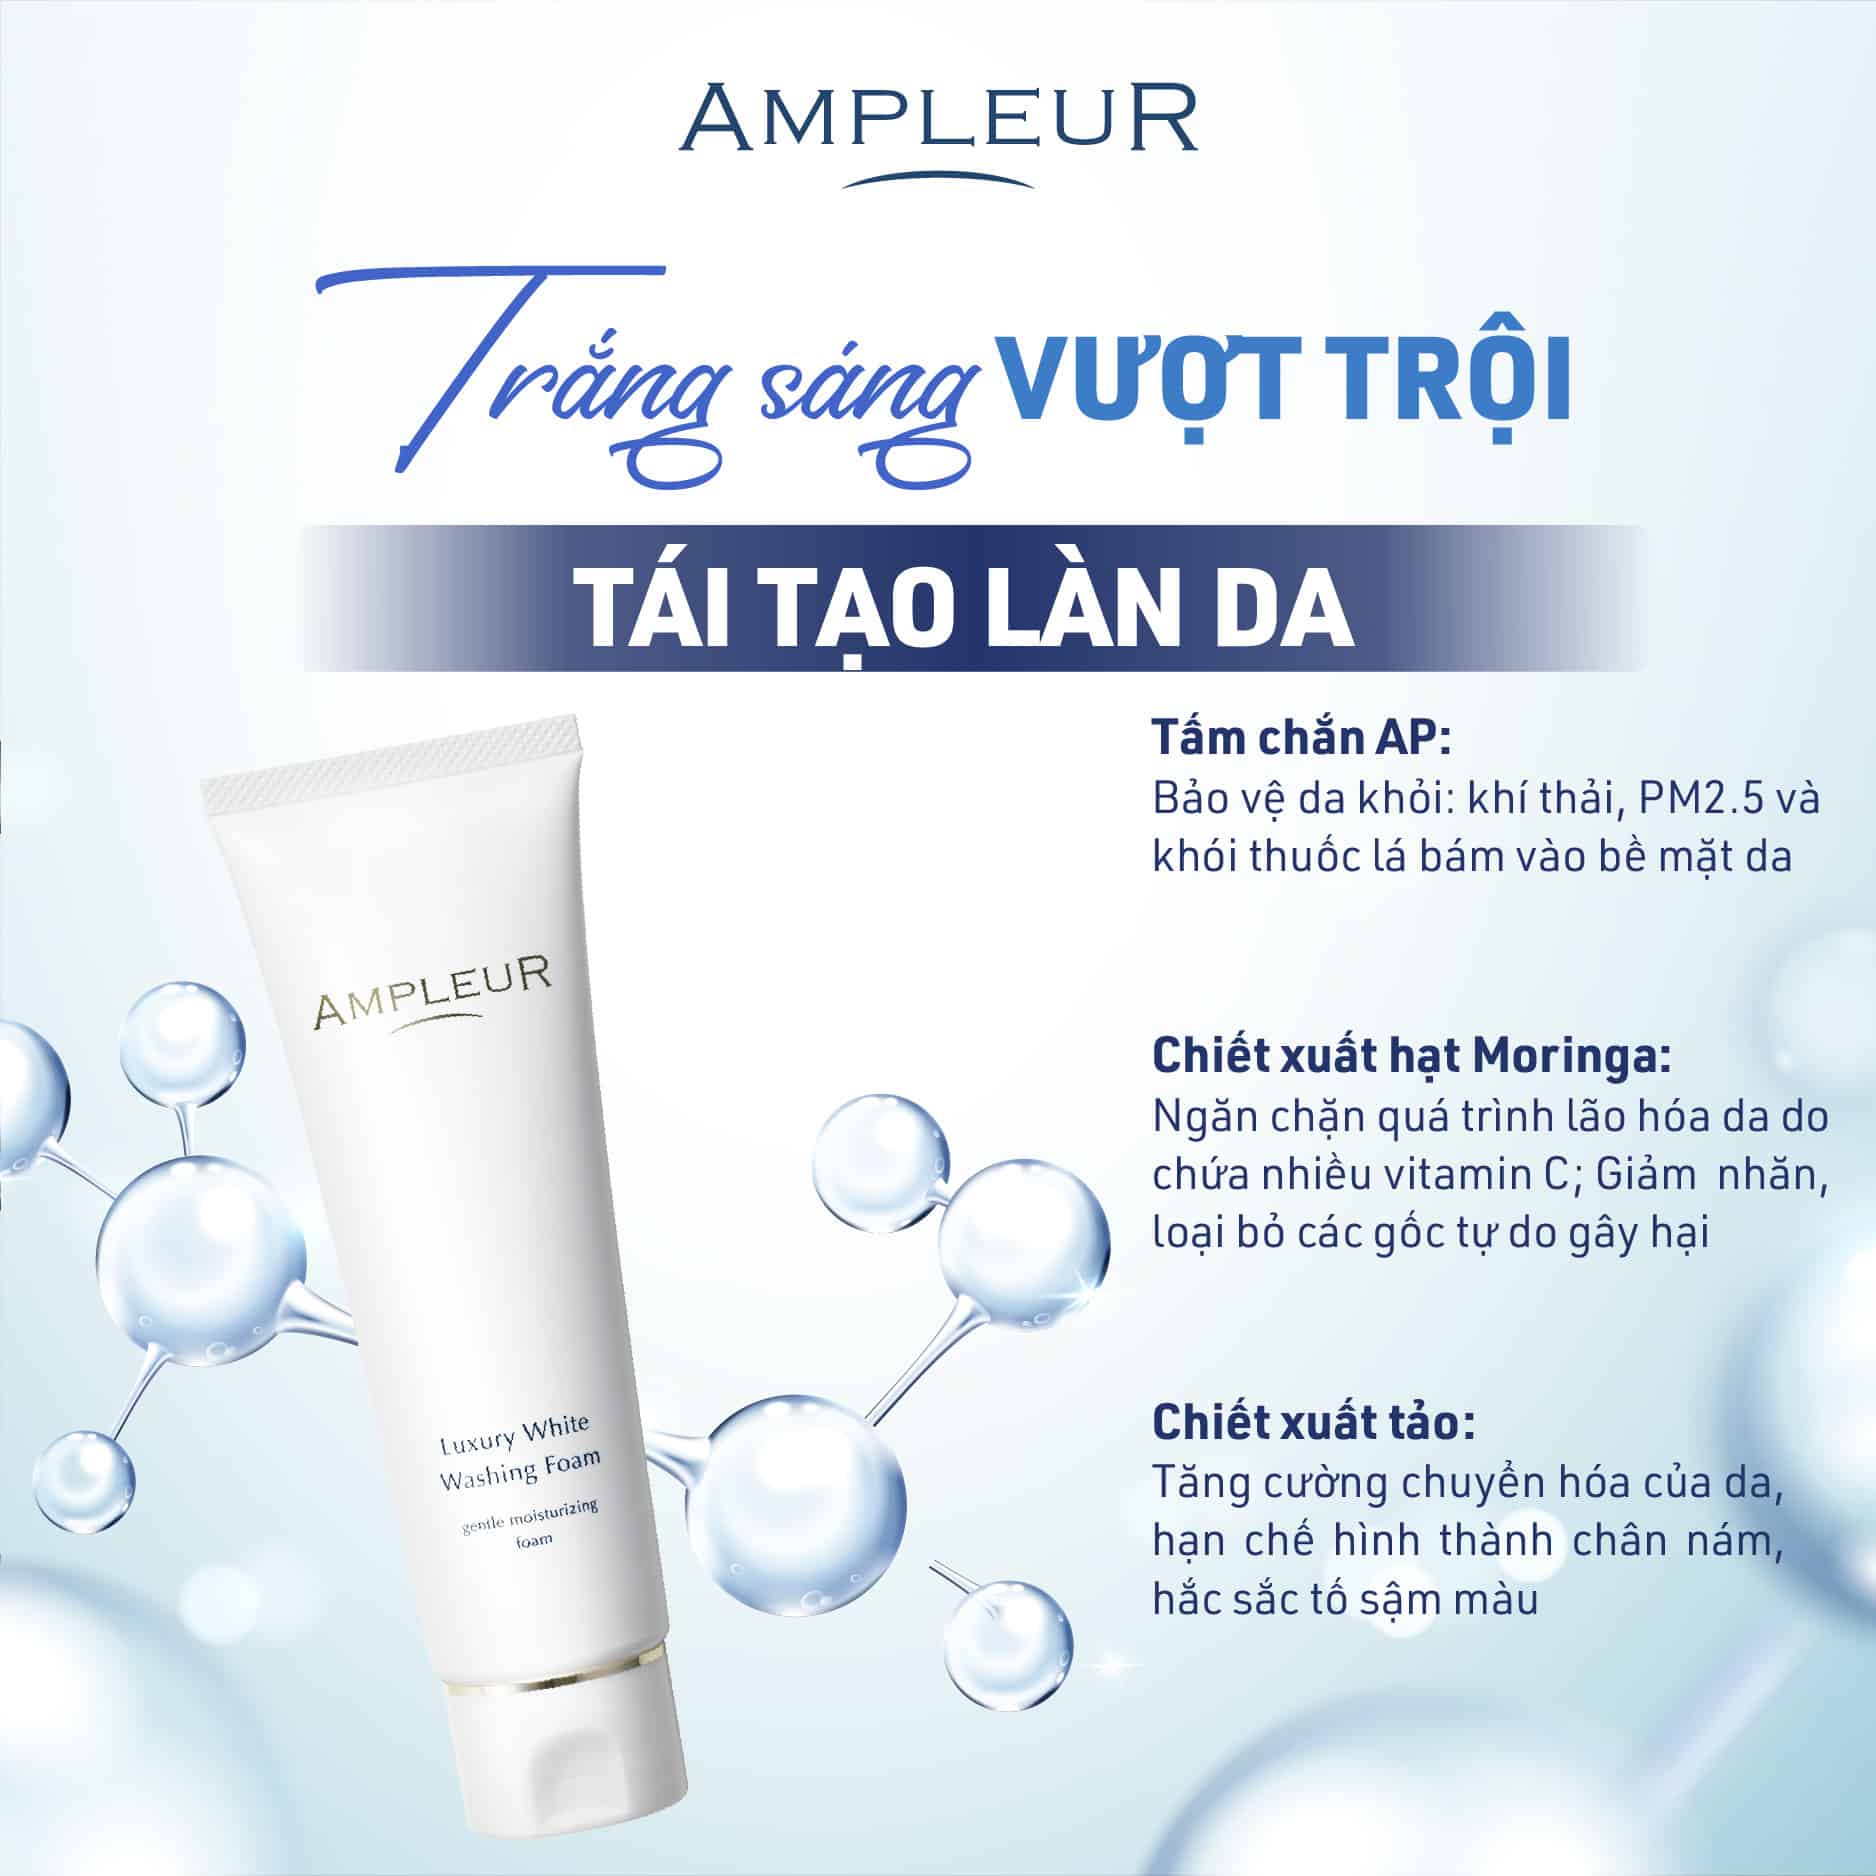 AMPLEUR
Trắng sáng VƯỢT TRỘI
TÁI TẠO LÀN DA
Tấm chắn AP:
Bảo vệ da khỏi: khí thải, PM2.5 và
khói thuốc lá bám vào bề mặt da
AMPLEUR
Chiết xuất hạt Moringa:
Ngăn chặn quá trình lão hóa da do
chứa nhiều vitamin C; Giảm nhăn,
loại bỏ các gốc tự do gây hại
Luxury White
Washing Foam
gentle moisturizing
foam
Chiết xuất tảo:
Tăng cường chuyển hóa của da,
hạn chế hình thành chân nám,
hắc sắc tố sậm màu